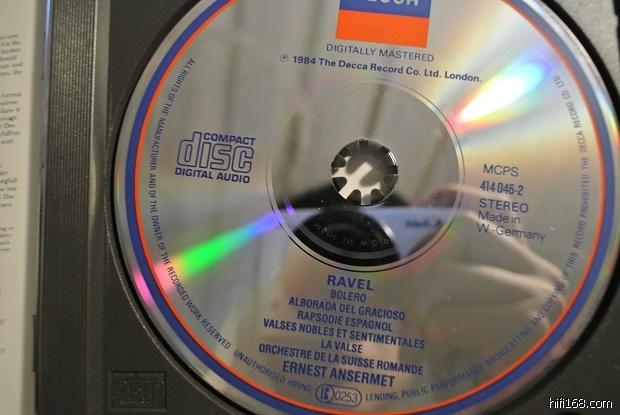 DIGITALLY MASTERED
℗ 1984 The Decca Record Co. Ltd. London.
ALL RIGHTS OF THE MANUFACTURER AND OF THE OWNER OF THE RECORDED WORK RESERVED UNAUTHORISED HIRING, LENDING, PUBLIC PERFORMANCE, BROADCASTING AND COPYING OF THIS RECORD PROHIBITED THE DECCA RECORD CO LTD.
COMPACT
disc
DIGITAL AUDIO
MCPS
414 046-2
STEREO
Made in
W.-Germany
RAVEL
BOLERO
ALBORADA DEL GRACIOSO
RAPSODIE ESPAGNOL
VALSES NOBLES ET SENTIMENTALES
LA VALSE
ORCHESTRE DE LA SUISSE ROMANDE
ERNEST ANSERMET
0253
hifi168.com